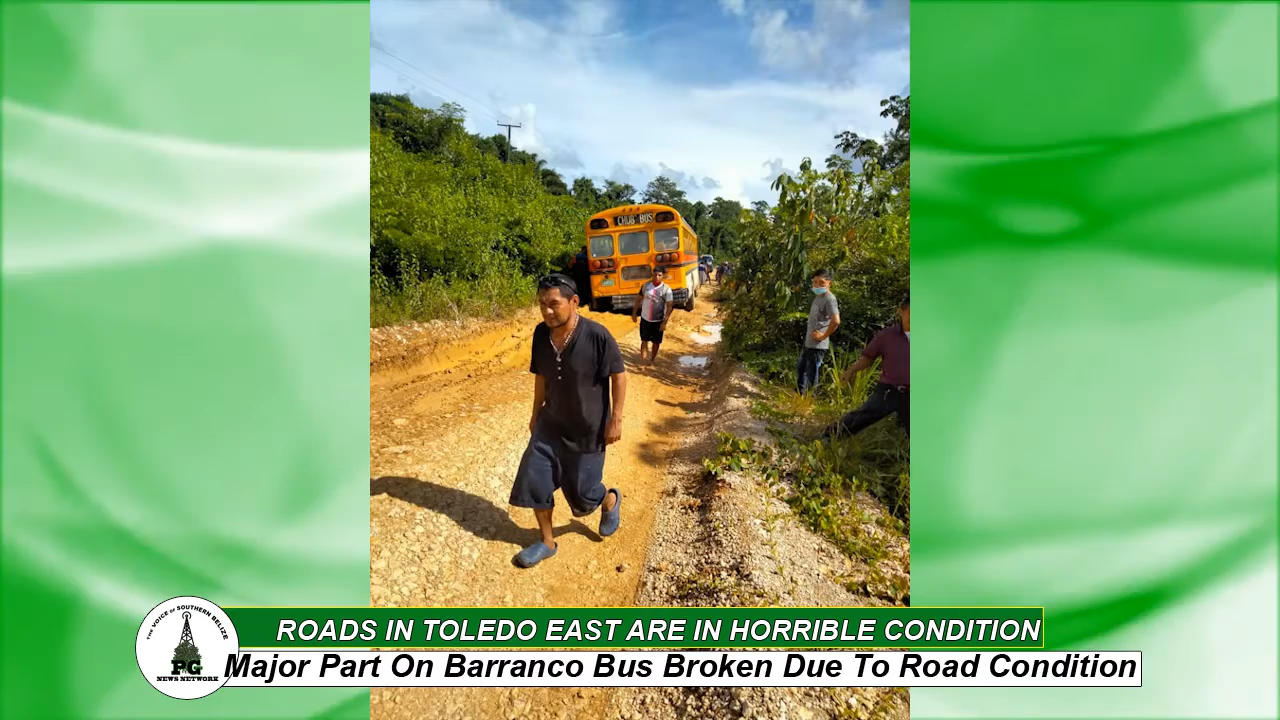 CHUB' BUS
ROADS IN TOLEDO EAST ARE IN HORRIBLE CONDITION
Major Part On Barranco Bus Broken Due To Road Condition
THE VOICE OF SOUTHERN BELIZE
PG
NEWS NETWORK